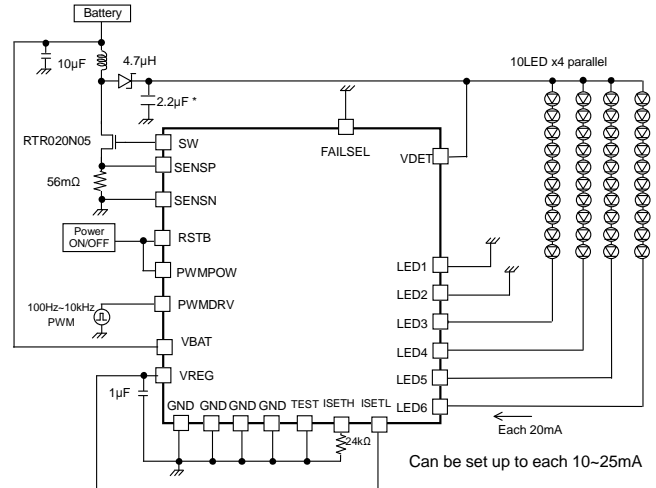 Battery
10µF
4.7µH
10LED x4 parallel
2.2µF *
RTR020N05
FAILSEL
SW
VDET
SENSP
56mΩ
SENSN
Power
ON/OFF
RSTB
PWMPOW
LED1
LED2
100Hz~10kHz
PWM
PWMDRV
LED3
VBAT
LED4
VREG
LED5
1µF
GND GND GND GND TEST ISETH ISETL
LED6
24kΩ
Each 20mA
Can be set up to each 10~25mA